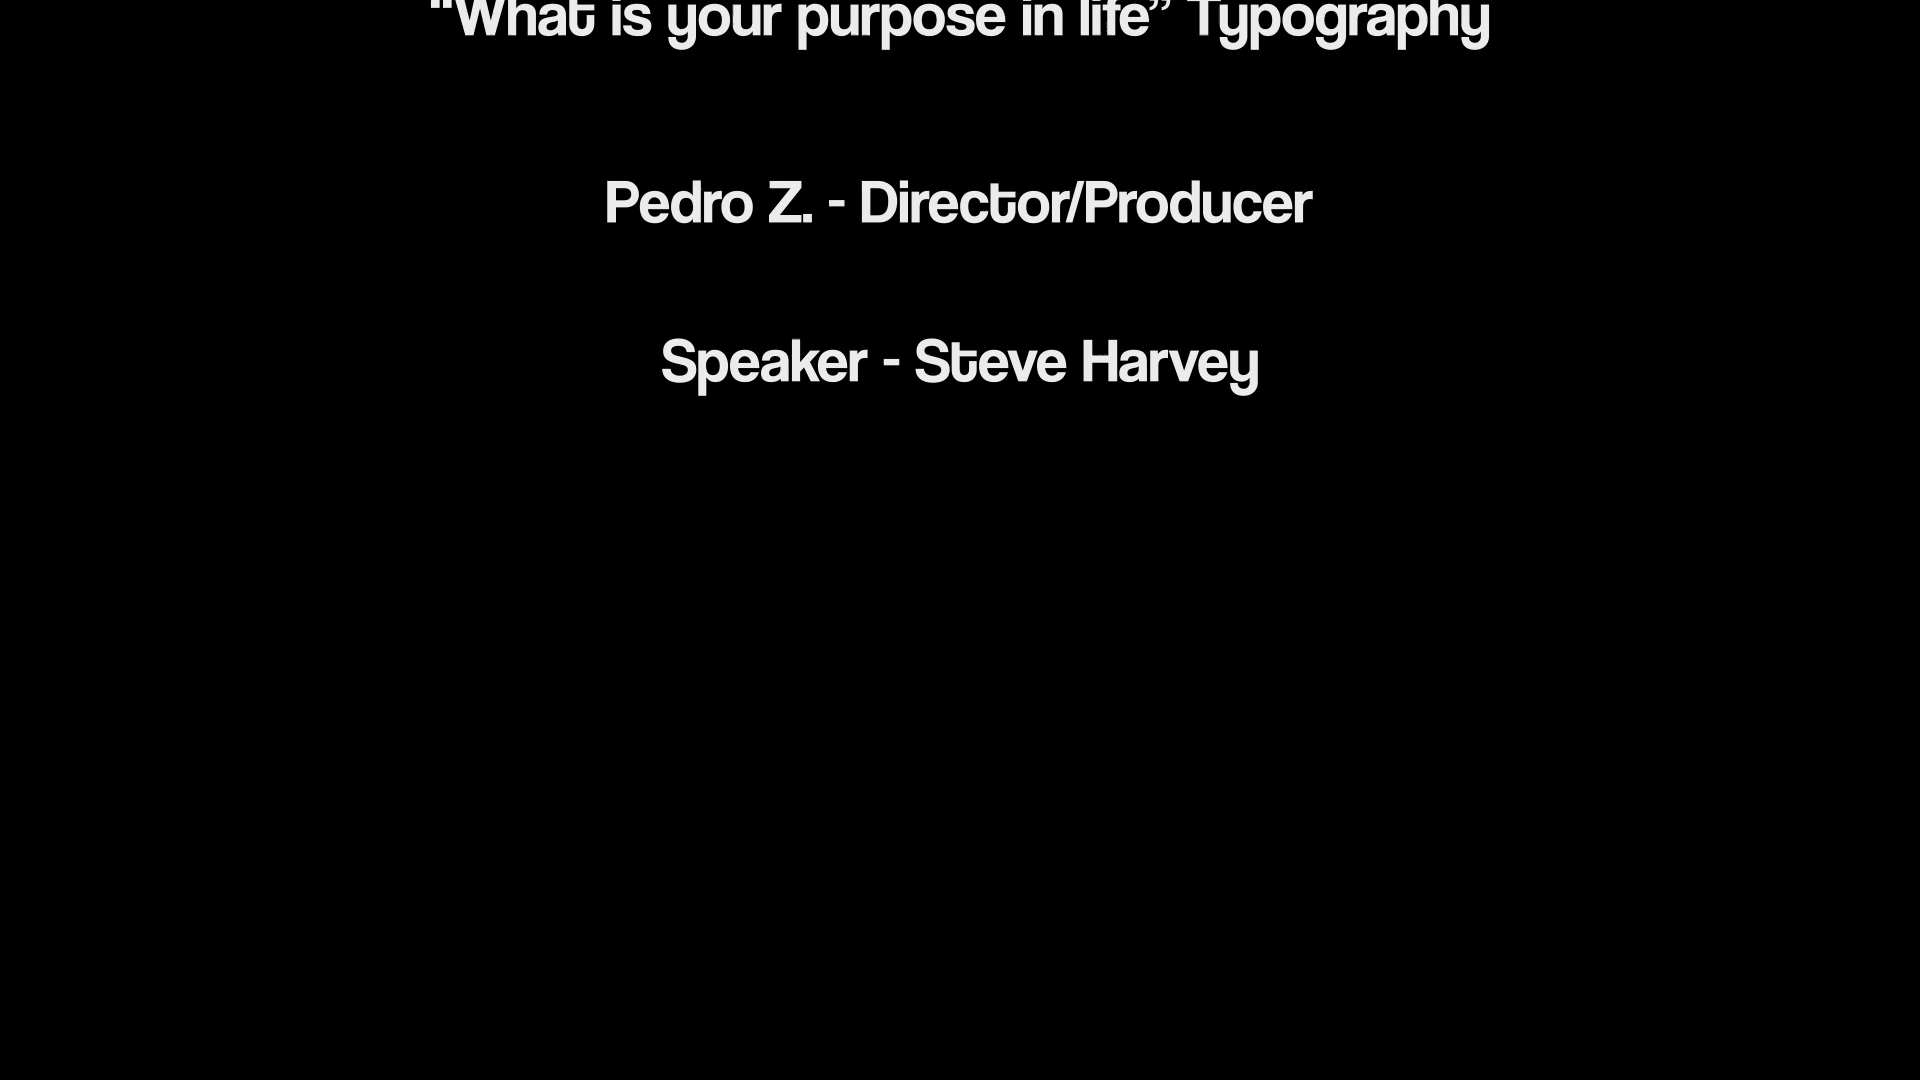 "What is your purpose in life” Typography
Pedro Z. - Director/Producer
Speaker - Steve Harvey